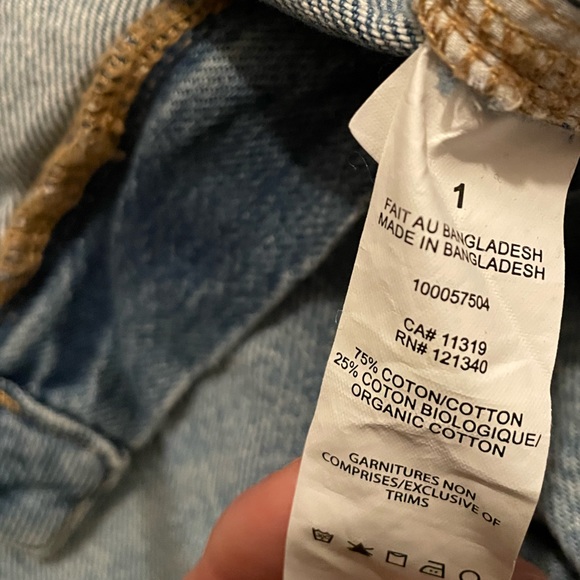 1
FAIT AU BANGLADESH
MADE IN BANGLADESH
100057504
CA# 11319
RN# 121340
75% COTON/COTTON
25% COTON BIOLOGIQUE/
ORGANIC COTTON
GARNITURES NON
COMPRISES/EXCLUSIVE OF
TRIMS